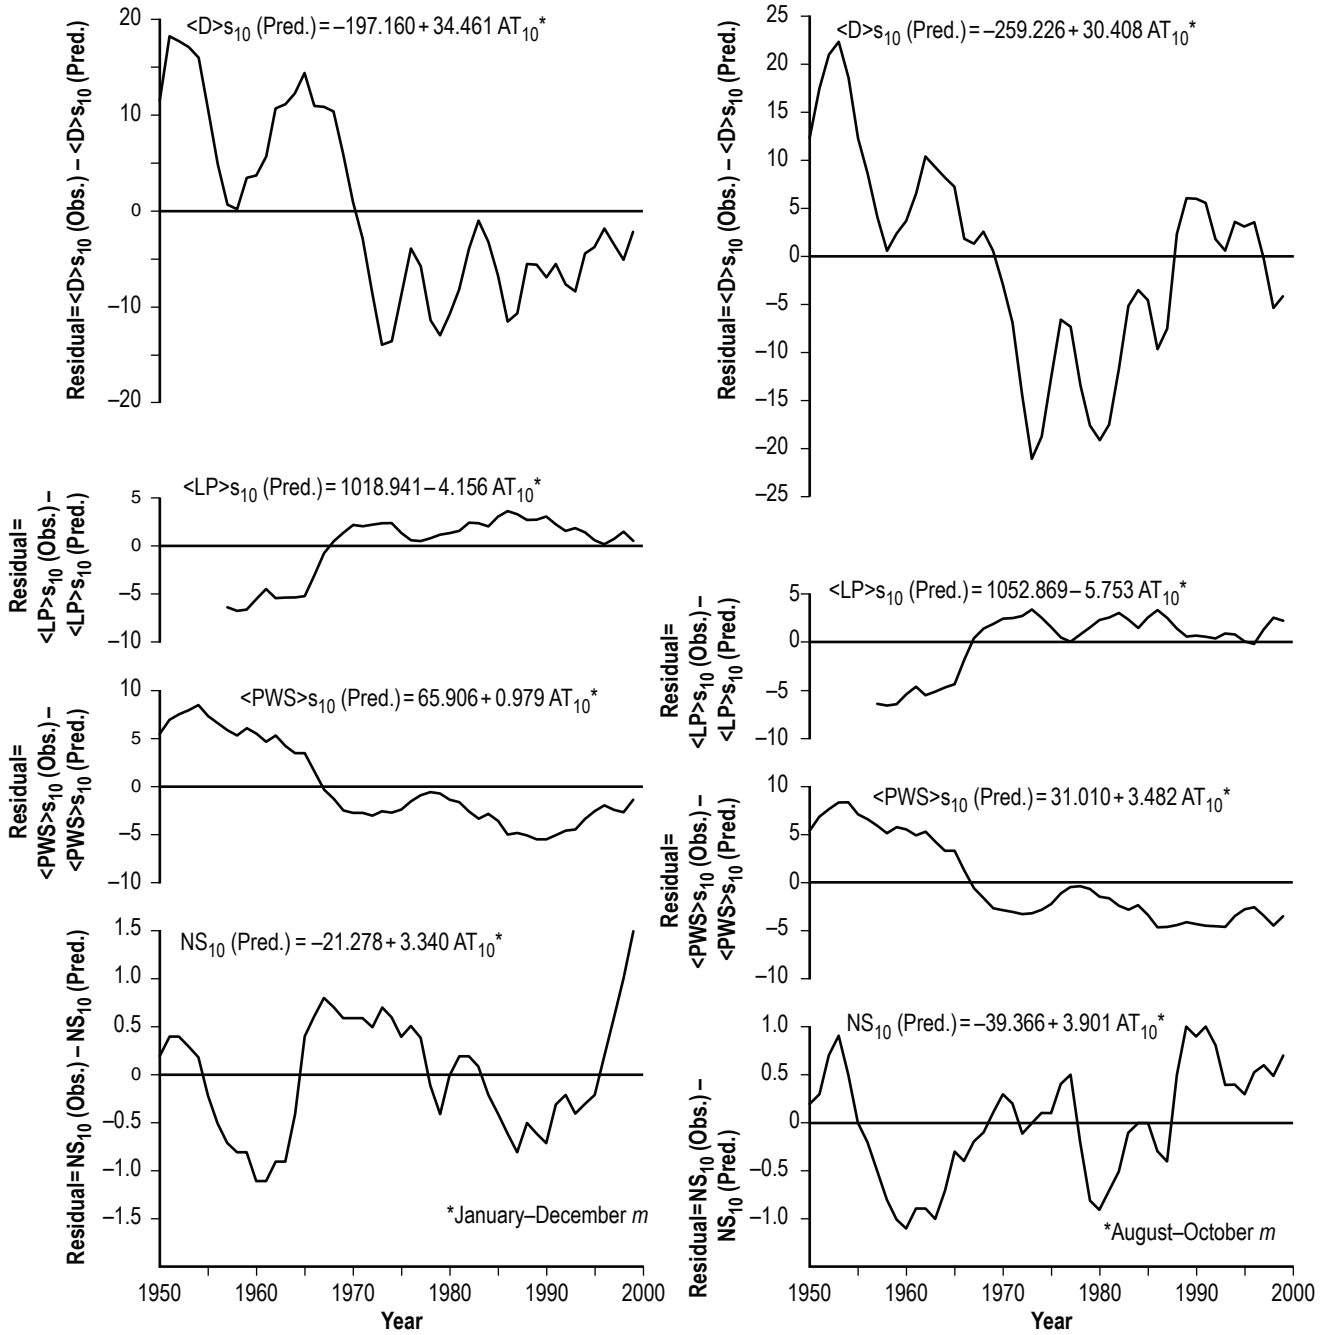 <D>s10 (Pred.) = –197.160 + 34.461 AT10*
Residual = <D>s10 (Obs.) – <D>s10 (Pred.)
20
10
0
–10
–20
<LP>s10 (Pred.) = 1018.941 – 4.156 AT10*
Residual =
<LP>s10 (Obs.) –
<LP>s10 (Pred.)
5
0
–5
–10
<PWS>s10 (Pred.) = 65.906 + 0.979 AT10*
Residual =
<PWS>s10 (Obs.) –
<PWS>s10 (Pred.)
10
5
0
–5
–10
NS10 (Pred.) = –21.278 + 3.340 AT10*
Residual = NS10 (Obs.) – NS10 (Pred.)
1.5
1.0
0.5
0
–0.5
–1.0
–1.5
*January–December m
1950 1960 1970 1980 1990 2000
Year
<D>s10 (Pred.) = –259.226 + 30.408 AT10*
Residual = <D>s10 (Obs.) – <D>s10 (Pred.)
25
20
15
10
5
0
–5
–10
–15
–20
–25
<LP>s10 (Pred.) = 1052.869 – 5.753 AT10*
Residual =
<LP>s10 (Obs.) –
<LP>s10 (Pred.)
5
0
–5
–10
<PWS>s10 (Pred.) = 31.010 + 3.482 AT10*
Residual =
<PWS>s10 (Obs.) –
<PWS>s10 (Pred.)
10
5
0
–5
–10
NS10 (Pred.) = –39.366 + 3.901 AT10*
Residual = NS10 (Obs.) –
NS10 (Pred.)
1.0
0.5
0
–0.5
–1.0
*August–October m
1950 1960 1970 1980 1990 2000
Year